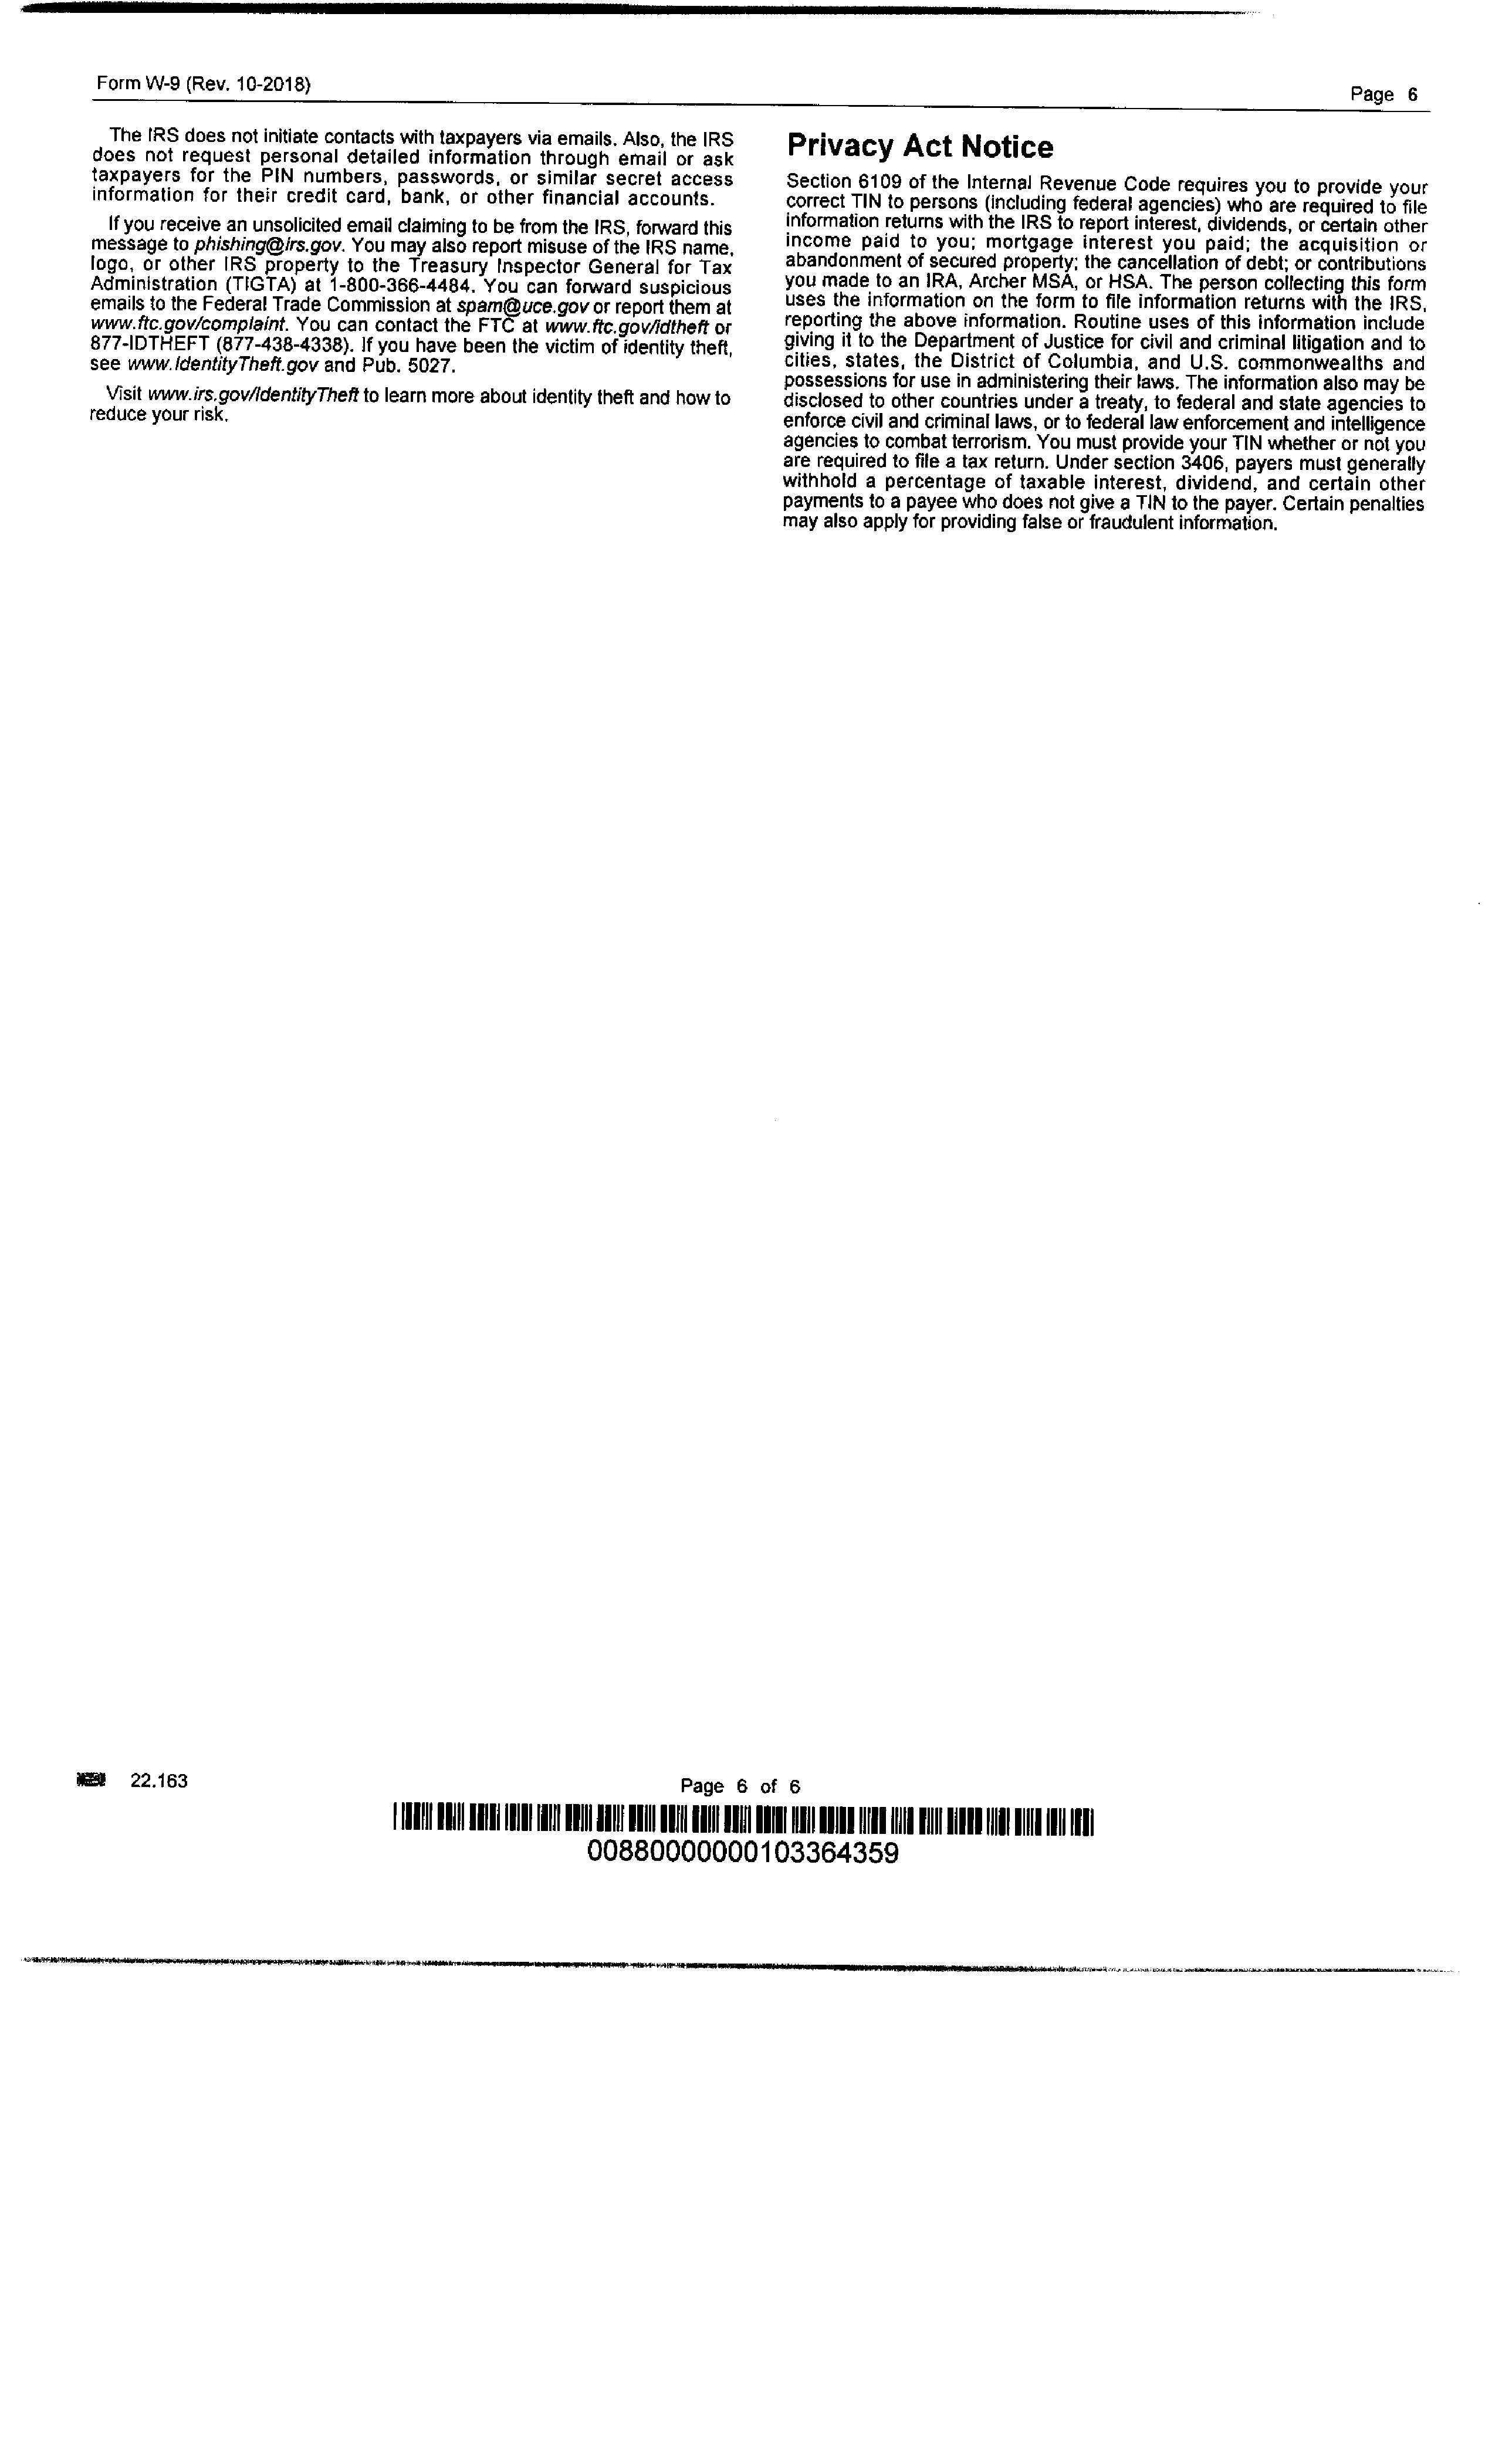 Form W-9 (Rev. 10-2018)
Page 6
The IRS does not initiate contacts with taxpayers via emails. Also, the IRS
does not request personal detailed information through email or ask
taxpayers for the PIN numbers, passwords, or similar secret access
information for their credit card, bank, or other financial accounts.
If you receive an unsolicited email claiming to be from the IRS, forward this
message to phishing@irs.gov. You may also report misuse of the IRS name,
logo, or other IRS property to the Treasury Inspector General for Tax
Administration (TIGTA) at 1-800-366-4484. You can forward suspicious
emails to the Federal Trade Commission at spam@uce.gov or report them at
www.ftc.gov/complaint. You can contact the FTC at www.ftc.gov/idtheft or
877-IDTHEFT (877-438-4338). If you have been the victim of identity theft,
see www.IdentityTheft.gov and Pub. 5027.
Visit www.irs.gov/IdentityTheft to learn more about identity theft and how to
reduce your risk.
Privacy Act Notice
Section 6109 of the Internal Revenue Code requires you to provide your
correct TIN to persons (including federal agencies) who are required to file
information returns with the IRS to report interest, dividends, or certain other
income paid to you; mortgage interest you paid; the acquisition or
abandonment of secured property; the cancellation of debt; or contributions
you made to an IRA, Archer MSA, or HSA. The person collecting this form
uses the information on the form to file information returns with the IRS,
reporting the above information. Routine uses of this information include
giving it to the Department of Justice for civil and criminal litigation and to
cities, states, the District of Columbia, and U.S. commonwealths and
possessions for use in administering their laws. The information also may be
disclosed to other countries under a treaty, to federal and state agencies to
enforce civil and criminal laws, or to federal law enforcement and intelligence
agencies to combat terrorism. You must provide your TIN whether or not you
are required to file a tax return. Under section 3406, payers must generally
withhold a percentage of taxable interest, dividend, and certain other
payments to a payee who does not give a TIN to the payer. Certain penalties
may also apply for providing false or fraudulent information.
22.163
Page 6 of 6
00880000000103364359